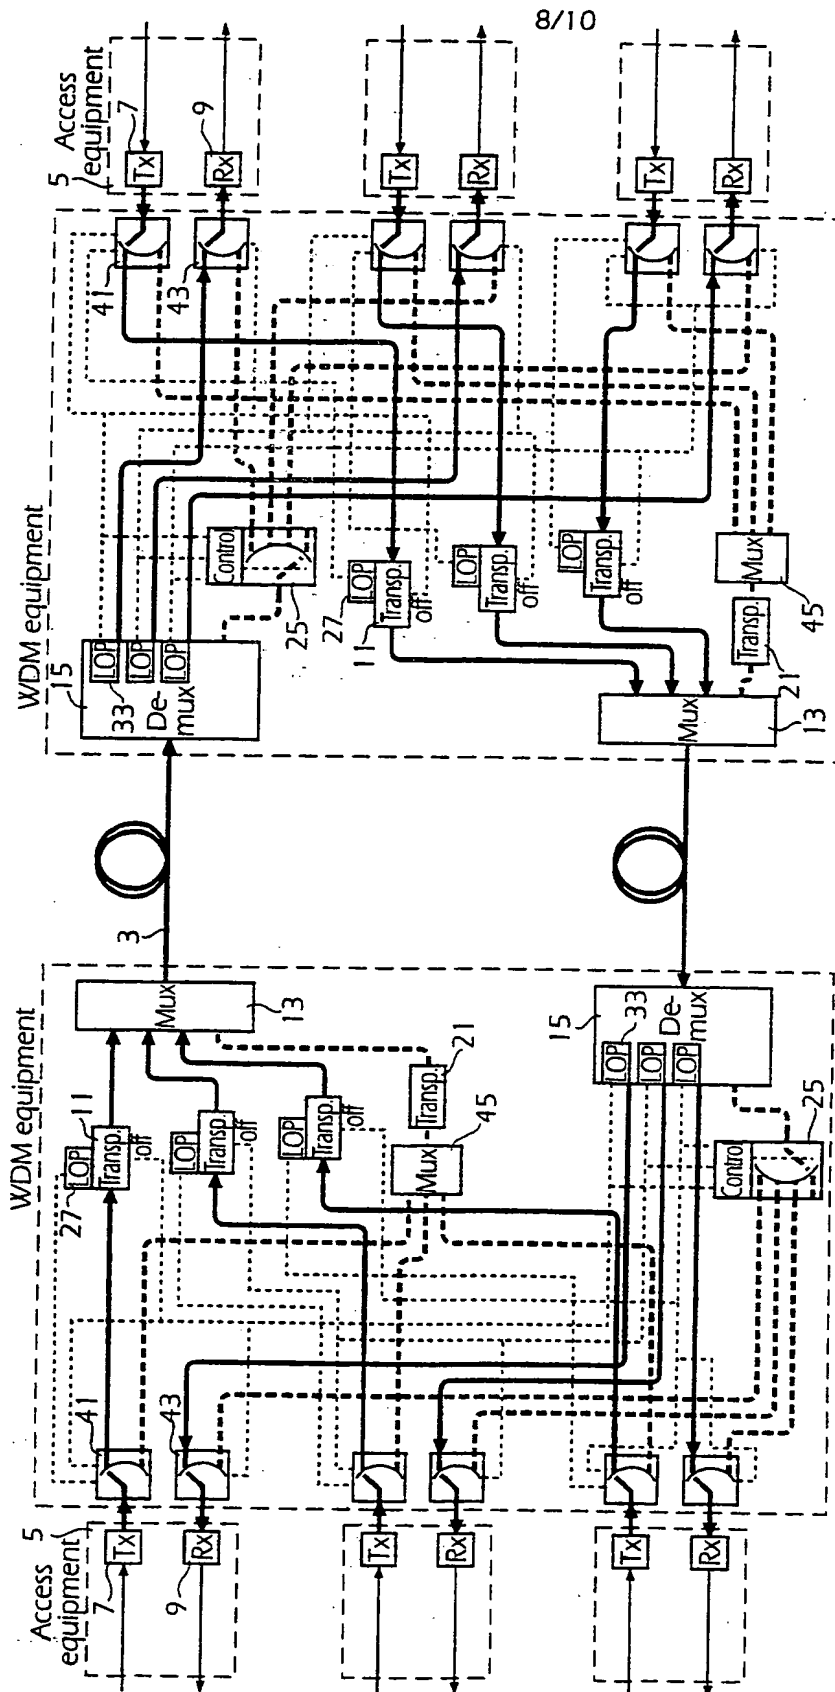 8/10
Access
equipment
5
7
Tx
9
Rx
Tx
Rx
Tx
Rx
41
43
WDM equipment
15
LOP
LOP
LOP
33
De-
mux
Control
25
27
LOP
Transp.
11
off
LOP
Transp.
off
LOP
Transp.
off
Mux
45
Transp.
21
Mux
13
3
WDM equipment
Mux
13
27
LOP
Transp.
11
off
LOP
Transp.
off
LOP
Transp.
off
Transp.
21
Mux
45
15
LOP
LOP
LOP
33
De-
mux
Control
25
41
43
Access
equipment
5
7
Tx
9
Rx
Tx
Rx
Tx
Rx